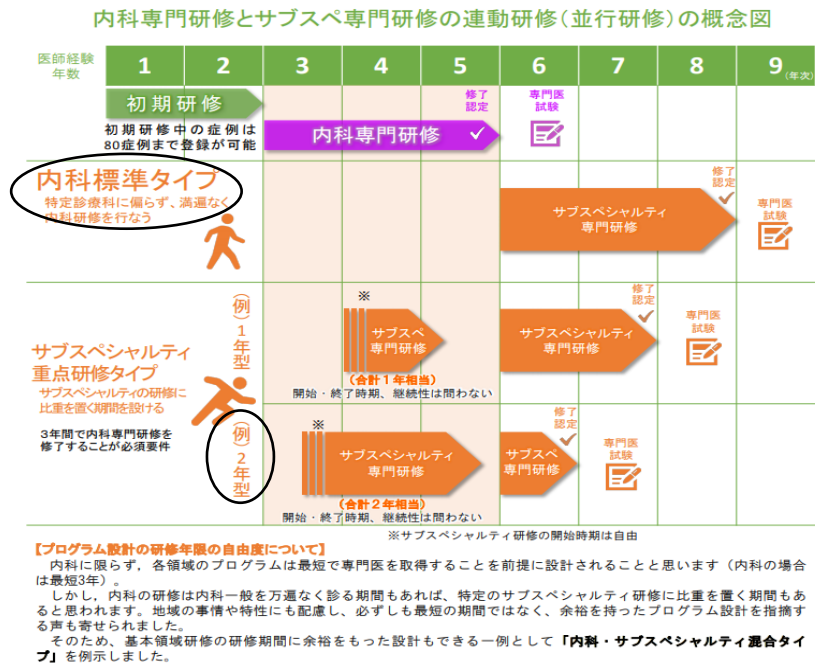 内科専門研修とサブスペ専門研修の連動研修（並行研修）の概念図
医師経験
年数
1 2 3 4 5 6 7 8 9 (年次)
初期研修
初期研修中の症例は
80症例まで登録が可能
内科専門研修
修了
認定
専門医
試験
内科標準タイプ
特定診療科に偏らず、満遍なく
内科研修を行なう
サブスペシャルティ
専門研修
修了
認定
専門医
試験
サブスペシャルティ
重点研修タイプ
サブスペシャルティの研修に
比重を置く期間を設ける
3年間で内科専門研修を
修了することが必須要件
（例）1年型
※
サブスペ
専門研修
（合計1年相当）
開始・終了時期、継続性は問わない
サブスペシャルティ
専門研修
修了
認定
専門医
試験
（例）2年型
※
サブスペシャルティ
専門研修
（合計2年相当）
開始・終了時期、継続性は問わない
サブスペ
専門研修
修了
認定
専門医
試験
※サブスペシャルティ研修の開始時期は自由
【プログラム設計の研修年限の自由度について】
内科に限らず，各領域のプログラムは最短で専門医を取得することを前提に設計されることと思います（内科の場合
は最短3年）。
しかし，内科の研修は内科一般を万遍なく診る期間もあれば、特定のサブスペシャルティ研修に比重を置く期間もあ
ると思われます。地域の事情や特性にも配慮し、必ずしも最短の期間ではなく、余裕を持ったプログラム設計を指摘す
る声も寄せられました。
そのため、基本領域研修の研修期間に余裕をもった設計もできる一例として「内科・サブスペシャルティ混合タイ
プ」を例示しました。